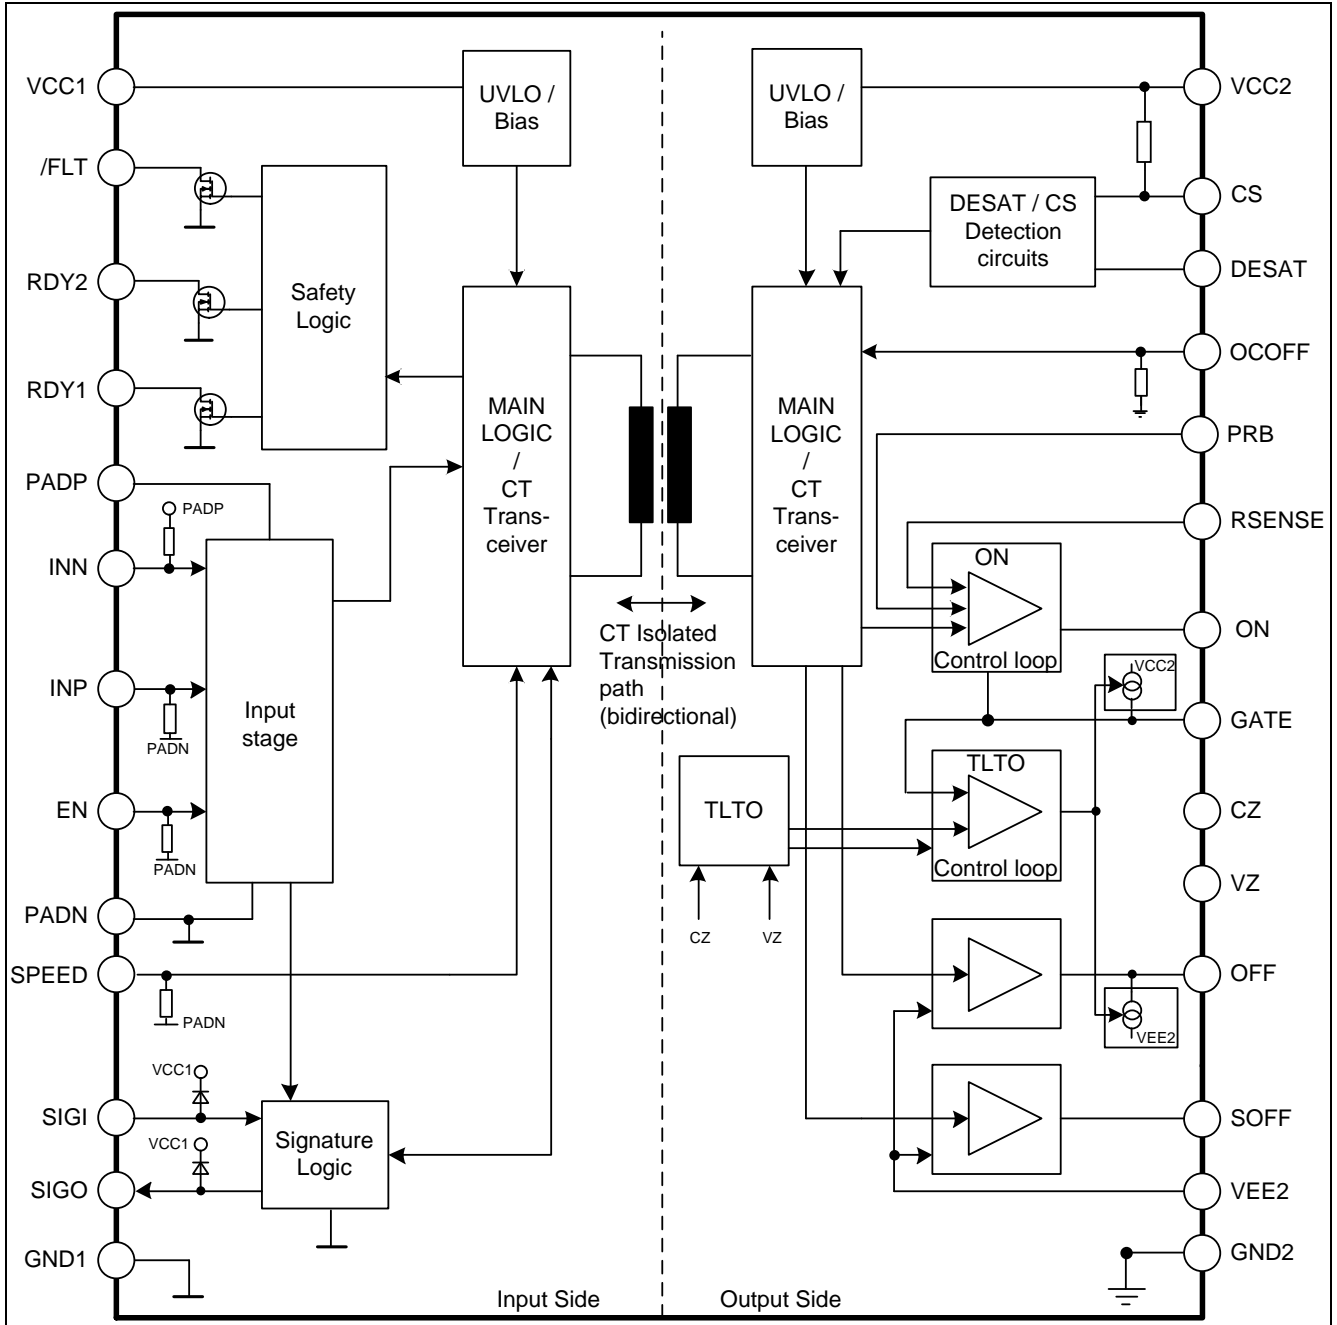 VCC1
/FLT
RDY2
RDY1
PADP
INN
INP
EN
PADN
SPEED
SIGI
SIGO
GND1
UVLO /
Bias
Safety
Logic
MAIN
LOGIC
/
CT
Trans-
ceiver
PADP
PADN
PADN
PADN
Input
stage
VCC1
VCC1
Signature
Logic
Input Side
CT Isolated
Transmission
path
(bidirectional)
UVLO /
Bias
DESAT / CS
Detection
circuits
MAIN
LOGIC
/
CT
Trans-
ceiver
ON
Control loop
VCC2
TLTO
CZ
VZ
TLTO
Control loop
VEE2
Output Side
VCC2
CS
DESAT
OCOFF
PRB
RSENSE
ON
GATE
CZ
VZ
OFF
SOFF
VEE2
GND2